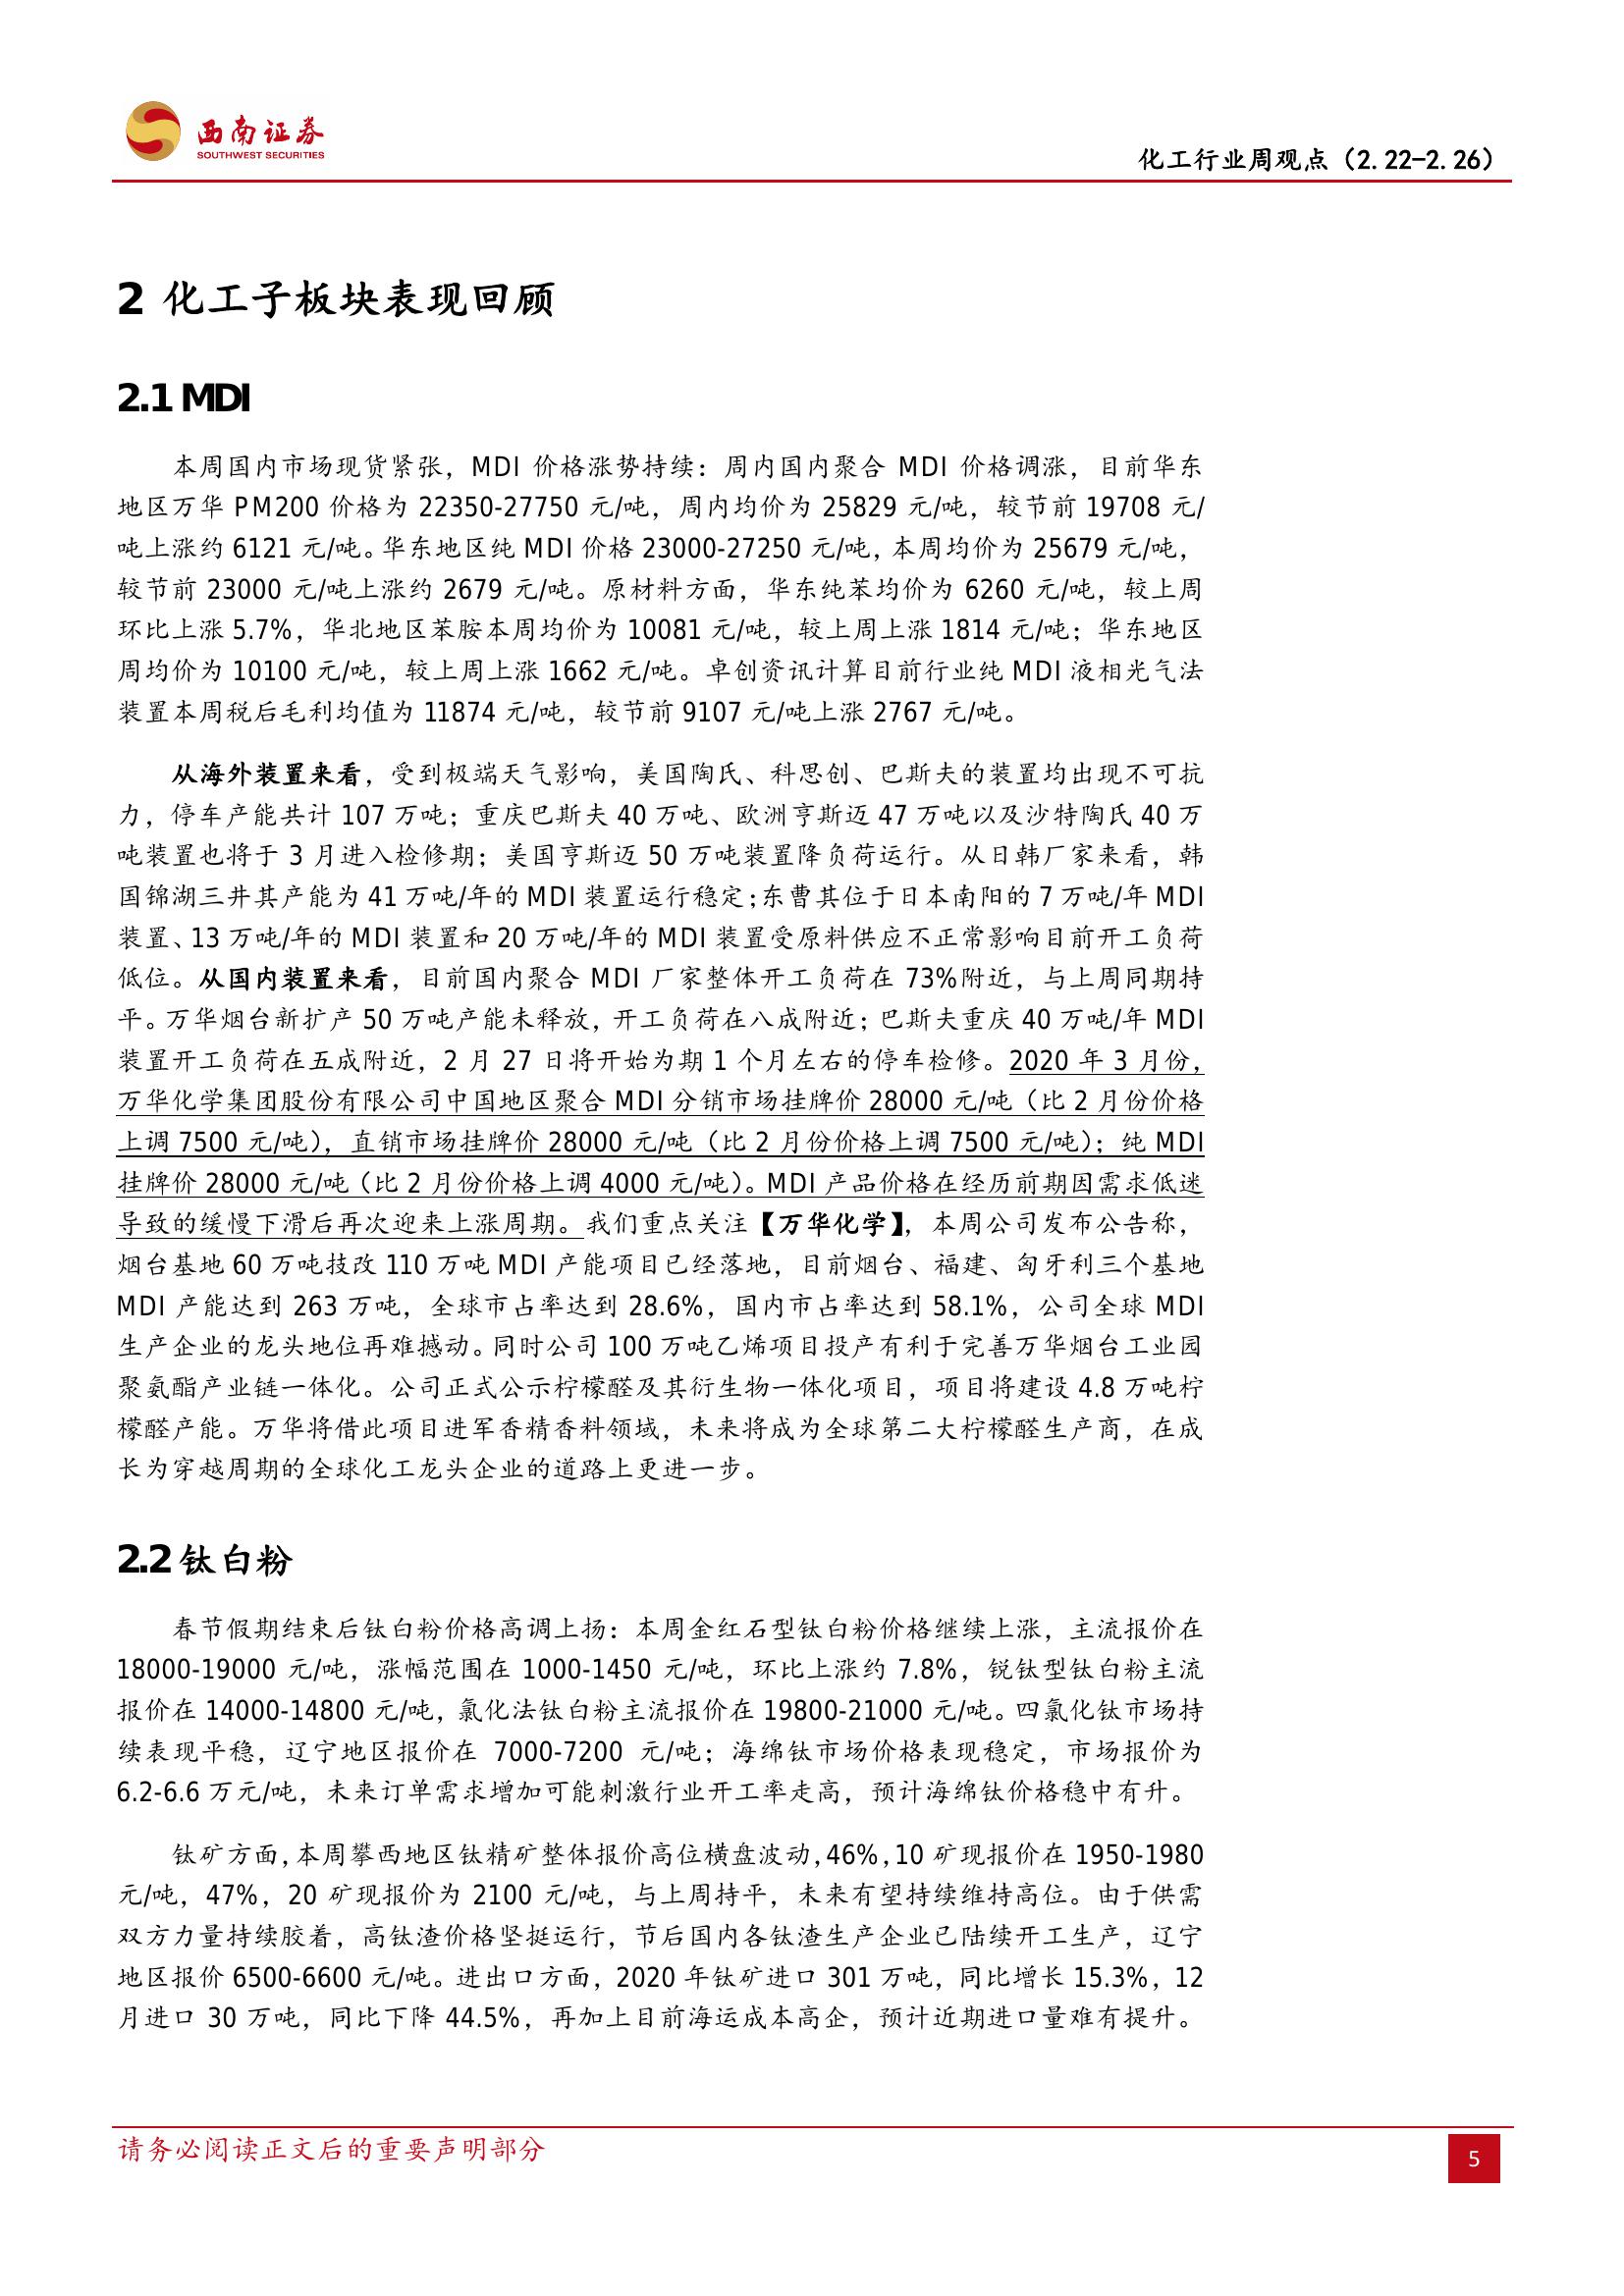 西南证券
SOUTHWEST SECURITIES
化工行业周观点（2.22-2.26）
2 化工子板块表现回顾
2.1 MDI
本周国内市场现货紧张，MDI 价格涨势持续：周内国内聚合 MDI 价格调涨，目前华东
地区万华 PM200 价格为 22350-27750 元/吨，周内均价为 25829 元/吨，较节前 19708 元/
吨上涨约 6121 元/吨。华东地区纯 MDI 价格 23000-27250 元/吨，本周均价为 25679 元/吨，
较节前 23000 元/吨上涨约 2679 元/吨。原材料方面，华东纯苯均价为 6260 元/吨，较上周
环比上涨 5.7%，华北地区苯胺本周均价为 10081 元/吨，较上周上涨 1814 元/吨；华东地区
周均价为 10100 元/吨，较上周上涨 1662 元/吨。卓创资讯计算目前行业纯 MDI 液相光气法
装置本周税后毛利均值为 11874 元/吨，较节前 9107 元/吨上涨 2767 元/吨。
从海外装置来看，受到极端天气影响，美国陶氏、科思创、巴斯夫的装置均出现不可抗
力，停车产能共计 107 万吨；重庆巴斯夫 40 万吨、欧洲亨斯迈 47 万吨以及沙特陶氏 40 万
吨装置也将于 3 月进入检修期；美国亨斯迈 50 万吨装置降负荷运行。从日韩厂家来看，韩
国锦湖三井其产能为 41 万吨/年的 MDI 装置运行稳定；东曹其位于日本南阳的 7 万吨/年 MDI
装置、13 万吨/年的 MDI 装置和 20 万吨/年的 MDI 装置受原料供应不正常影响目前开工负荷
低位。从国内装置来看，目前国内聚合 MDI 厂家整体开工负荷在 73%附近，与上周同期持
平。万华烟台新扩产 50 万吨产能未释放，开工负荷在八成附近；巴斯夫重庆 40 万吨/年 MDI
装置开工负荷在五成附近，2 月 27 日将开始为期 1 个月左右的停车检修。2020 年 3 月份，
万华化学集团股份有限公司中国地区聚合 MDI 分销市场挂牌价 28000 元/吨（比 2 月份价格
上调 7500 元/吨），直销市场挂牌价 28000 元/吨（比 2 月份价格上调 7500 元/吨）；纯 MDI
挂牌价 28000 元/吨（比 2 月份价格上调 4000 元/吨）。MDI 产品价格在经历前期因需求低迷
导致的缓慢下滑后再次迎来上涨周期。我们重点关注【万华化学】，本周公司发布公告称，
烟台基地 60 万吨技改 110 万吨 MDI 产能项目已经落地，目前烟台、福建、匈牙利三个基地
MDI 产能达到 263 万吨，全球市占率达到 28.6%，国内市占率达到 58.1%，公司全球 MDI
生产企业的龙头地位再难撼动。同时公司 100 万吨乙烯项目投产有利于完善万华烟台工业园
聚氨酯产业链一体化。公司正式公示柠檬醛及其衍生物一体化项目，项目将建设 4.8 万吨柠
檬醛产能。万华将借此项目进军香精香料领域，未来将成为全球第二大柠檬醛生产商，在成
长为穿越周期的全球化工龙头企业的道路上更进一步。
2.2 钛白粉
春节假期结束后钛白粉价格高调上扬：本周金红石型钛白粉价格继续上涨，主流报价在
18000-19000 元/吨，涨幅范围在 1000-1450 元/吨，环比上涨约 7.8%，锐钛型钛白粉主流
报价在 14000-14800 元/吨，氯化法钛白粉主流报价在 19800-21000 元/吨。四氯化钛市场持
续表现平稳，辽宁地区报价在 7000-7200 元/吨；海绵钛市场价格表现稳定，市场报价为
6.2-6.6 万元/吨，未来订单需求增加可能刺激行业开工率走高，预计海绵钛价格稳中有升。
钛矿方面，本周攀西地区钛精矿整体报价高位横盘波动，46%，10 矿现报价在 1950-1980
元/吨，47%，20 矿现报价为 2100 元/吨，与上周持平，未来有望持续维持高位。由于供需
双方力量持续胶着，高钛渣价格坚挺运行，节后国内各钛渣生产企业已陆续开工生产，辽宁
地区报价 6500-6600 元/吨。进出口方面，2020 年钛矿进口 301 万吨，同比增长 15.3%，12
月进口 30 万吨，同比下降 44.5%，再加上目前海运成本高企，预计近期进口量难有提升。
请务必阅读正文后的重要声明部分
5